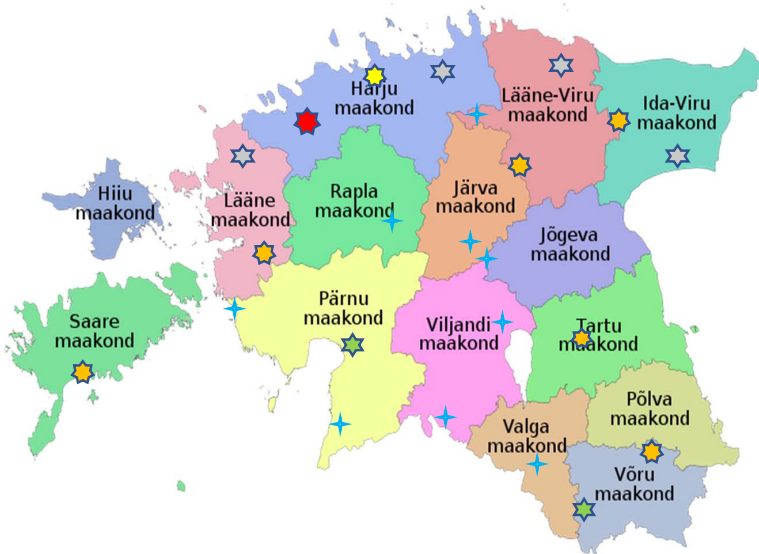 Harju
maakond
Lääne-Viru
maakond
Ida-Viru
maakond
Hiiu
maakond
Lääne
maakond
Rapla
maakond
Järva
maakond
Jõgeva
maakond
Saare
maakond
Pärnu
maakond
Viljandi
maakond
Tartu
maakond
Põlva
maakond
Valga
maakond
Võru
maakond